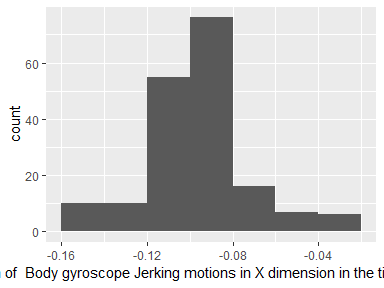 60
40
20
0
count
-0.16 -0.12 -0.08 -0.04
of Body gyroscope Jerking motions in X dimension in the